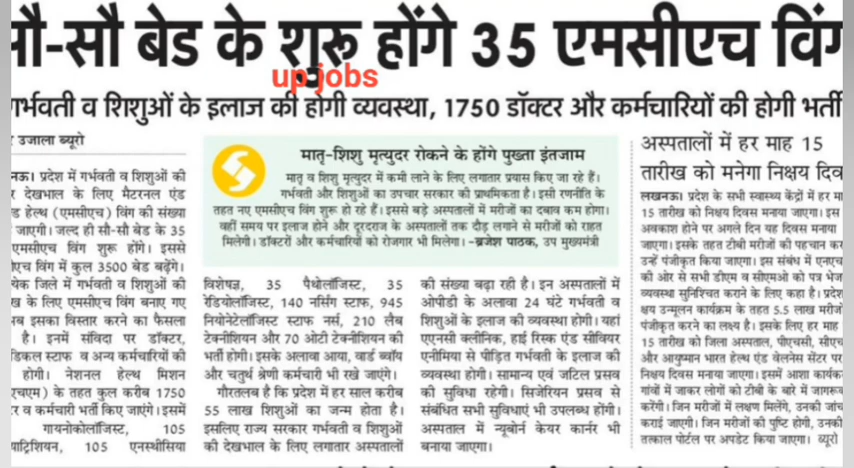 सौ-सौ बेड के शुरू होंगे 35 एमसीएच विंग
up jobs
गर्भवती व शिशुओं के इलाज की होगी व्यवस्था, 1750 डॉक्टर और कर्मचारियों की होगी भर्ती
उजाला ब्यूरो
प्रदेश में गर्भवती व शिशुओं की
देखभाल के लिए मैटरनल एंड
हेल्थ (एमसीएच) विंग की संख्या
जाएगी। जल्द ही सौ-सौ बेड के 35
एमसीएच विंग शुरू होंगे। इससे
विंग में कुल 3500 बेड बढ़ेंगे।
जिले में गर्भवती व शिशुओं की
के लिए एमसीएच विंग बनाए गए
इसका विस्तार करने का फैसला
है। इनमें संविदा पर डॉक्टर,
स्टाफ व अन्य कर्मचारियों की
होगी। नेशनल हेल्थ मिशन
के तहत कुल करीब 1750
व कर्मचारी भर्ती किए जाएंगे। इसमें
गायनोकोलॉजिस्ट, 105
105 एनस्थीसिया
मातृ-शिशु मृत्युदर रोकने के होंगे पुख्ता इंतजाम
मातृ व शिशु मृत्युदर में कमी लाने के लिए लगातार प्रयास किए जा रहे हैं।
गर्भवती और शिशुओं का उपचार सरकार की प्राथमिकता है। इसी रणनीति के
तहत नए एमसीएच विंग शुरू हो रहे हैं। इससे बड़े अस्पतालों में मरीजों का दबाव कम होगा।
वहीं समय पर इलाज होने और दूरदराज के अस्पतालों तक दौड़ लगाने से मरीजों को राहत
मिलेगी। डॉक्टरों और कर्मचारियों को रोजगार भी मिलेगा। -ब्रजेश पाठक, उप मुख्यमंत्री
विशेषज्ञ, 35 पैथोलॉजिस्ट, 35
रेडियोलॉजिस्ट, 140 नर्सिंग स्टाफ, 945
नियोनेटेलॉजिस्ट स्टाफ नर्स, 210 लैब
टेक्नीशियन और 70 ओटी टेक्नीशियन की
भर्ती होगी। इसके अलावा आया, वार्ड ब्वॉय
और चतुर्थ श्रेणी कर्मचारी भी रखे जाएंगे।
गौरतलब है कि प्रदेश में हर साल करीब
55 लाख शिशुओं का जन्म होता है।
इसलिए राज्य सरकार गर्भवती व शिशुओं
की देखभाल के लिए लगातार अस्पतालों
की संख्या बढ़ा रही है। इन अस्पतालों में
ओपीडी के अलावा 24 घंटे गर्भवती व
शिशुओं के इलाज की व्यवस्था होगी। यहां
एएनसी क्लीनिक, हाई रिस्क एंड सीवियर
एनीमिया से पीड़ित गर्भवती के इलाज की
व्यवस्था होगी। सामान्य एवं जटिल प्रसव
की सुविधा रहेगी। सिजेरियन प्रसव से
संबंधित सभी सुविधाएं भी उपलब्ध होंगी।
अस्पताल में न्यूबोर्न केयर कार्नर भी
बनाया जाएगा।
अस्पतालों में हर माह 15
तारीख को मनेगा निक्षय दिव
लखनऊ। प्रदेश के सभी स्वास्थ्य केंद्रों में हर मा
15 तारीख को निक्षय दिवस मनाया जाएगा। इस
अवकाश होने पर अगले दिन यह दिवस मनाया
जाएगा। इसके तहत टीबी मरीजों की पहचान कर
उन्हें पंजीकृत किया जाएगा। इस संबंध में एनएच
की ओर से सभी डीएम व सीएमओ को पत्र भेज
व्यवस्था सुनिश्चित कराने के लिए कहा है। प्रदेश
क्षय उन्मूलन कार्यक्रम के तहत 5.5 लाख मरीज
पंजीकृत करने का लक्ष्य है। इसके लिए हर माह
15 तारीख को जिला अस्पताल, पीएचसी, सीएच
और आयुष्मान भारत हेल्थ एंड वेलनेस सेंटर पर
निक्षय दिवस मनाया जाएगा। इसमें आशा कार्यक
गांवों में जाकर लोगों को टीबी के बारे में जागरूक
करेंगी। जिन मरीजों में लक्षण मिलेंगे, उनकी जांच
कराई जाएगी। जिन मरीजों की पुष्टि होगी, उनकी
तत्काल पोर्टल पर अपडेट किया जाएगा। ब्यूरो